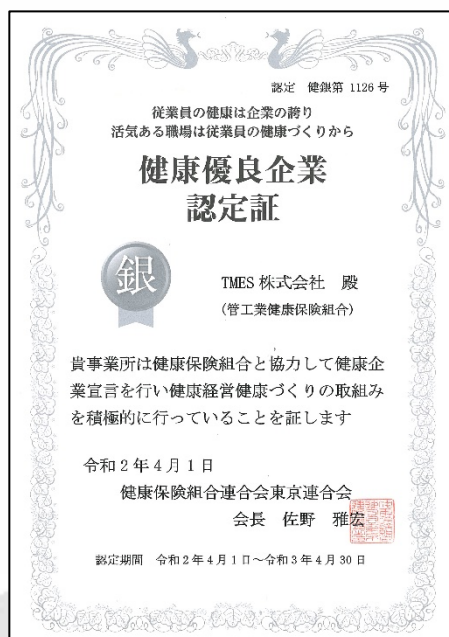 認定 健銀第 1126 号
従業員の健康は企業の誇り
活気ある職場は従業員の健康づくりから
健康優良企業
認定証
銀
TMES 株式会社 殿
(管工業健康保険組合)
貴事業所は健康保険組合と協力して健康企
業宣言を行い健康経営健康づくりの取組み
を積極的に行っていることを証します
令和2年4月1日
健康保険組合連合会東京連合会
会長 佐野 雅宏
認定期間 令和2年4月1日~令和3年4月30日